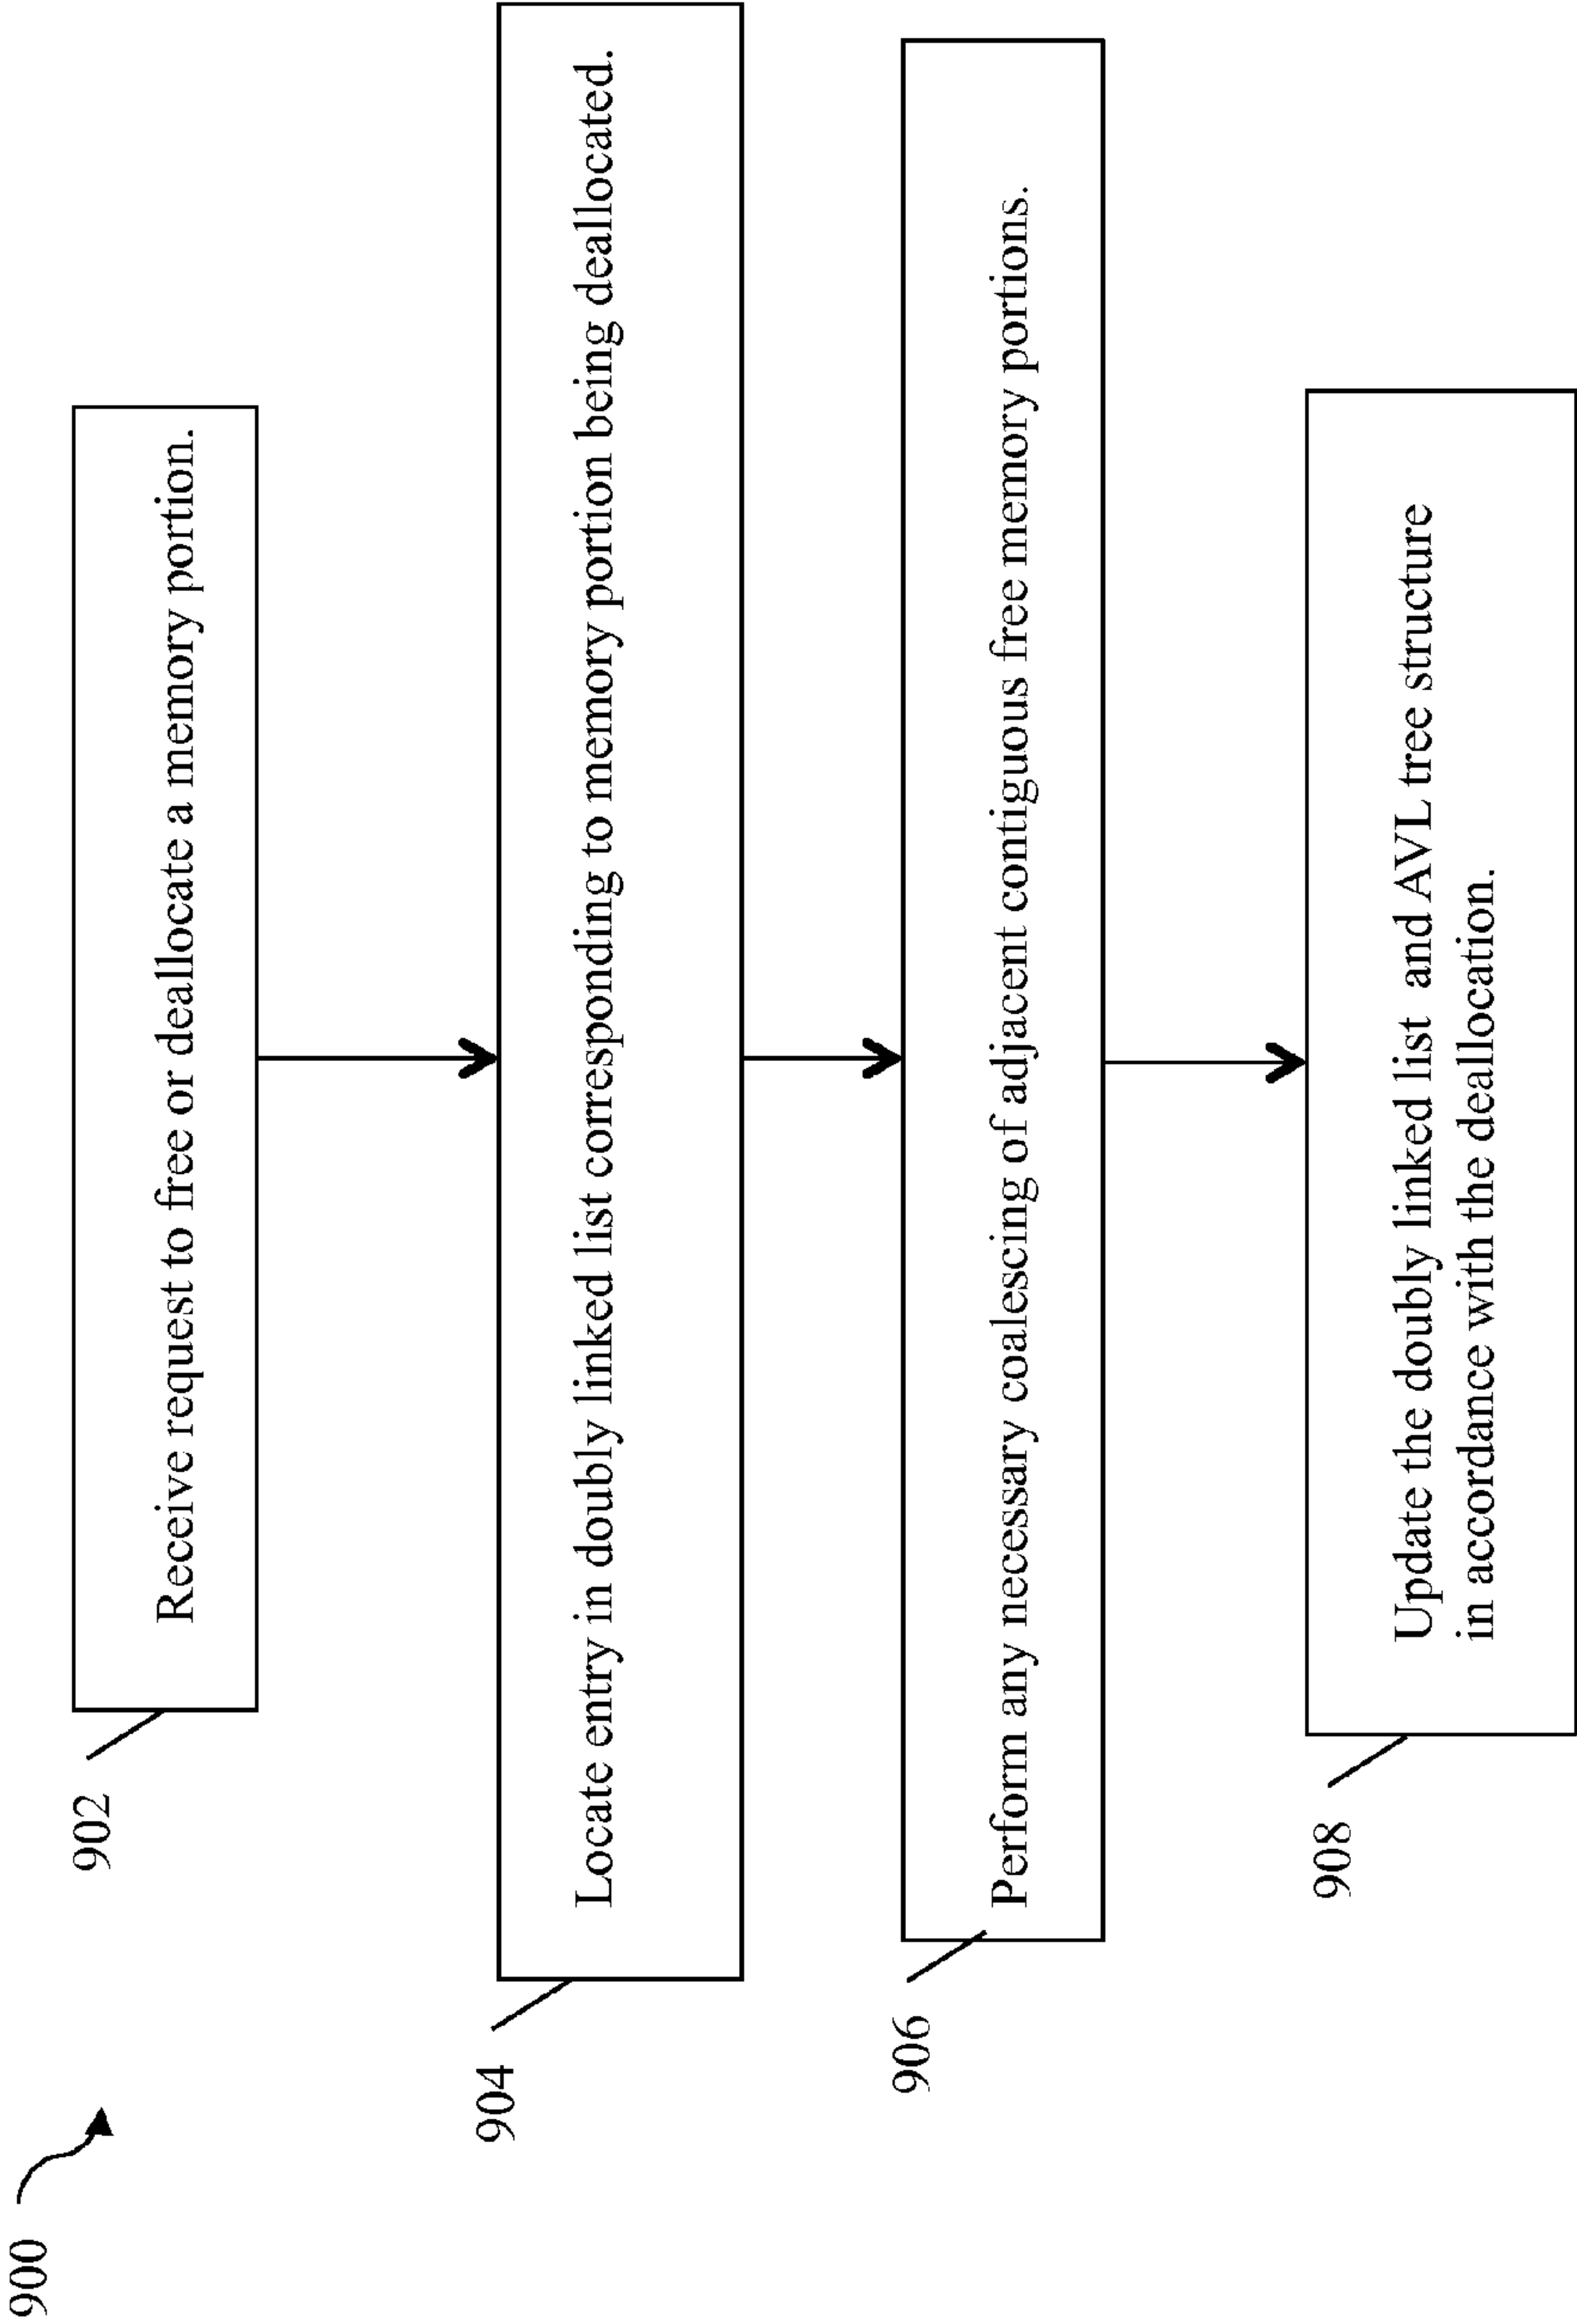 900
902
Receive request to free or deallocate a memory portion.
904
Locate entry in doubly linked list corresponding to memory portion being deallocated.
906
Perform any necessary coalescing of adjacent contiguous free memory portions.
908
Update the doubly linked list and AVL tree structure
in accordance with the deallocation.